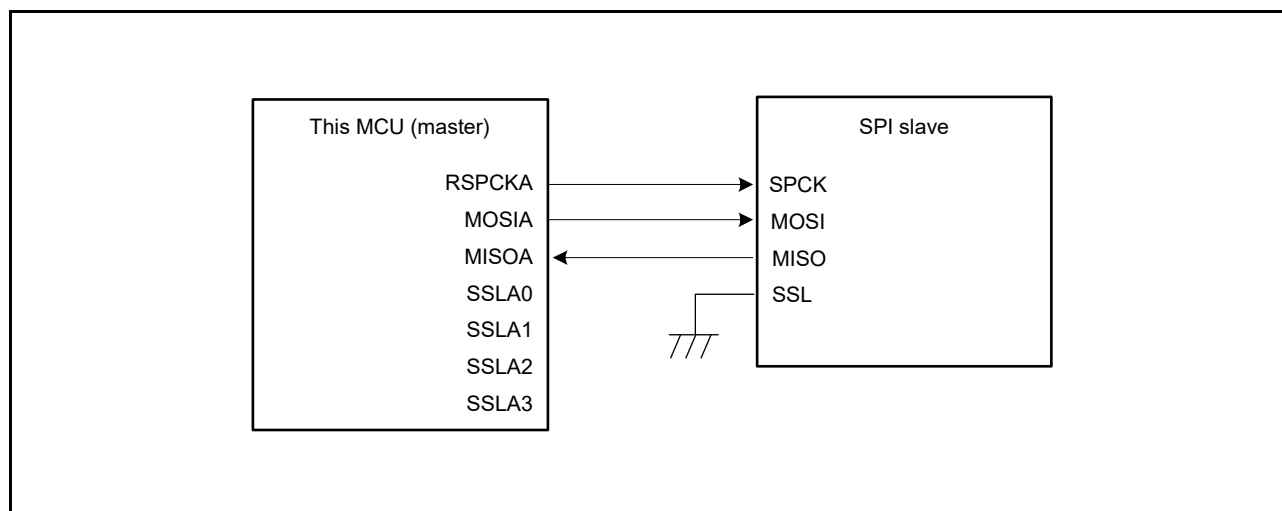 This MCU (master)
RSPCKA
MOSIA
MISOA
SSLA0
SSLA1
SSLA2
SSLA3
SPI slave
SPCK
MOSI
MISO
SSL